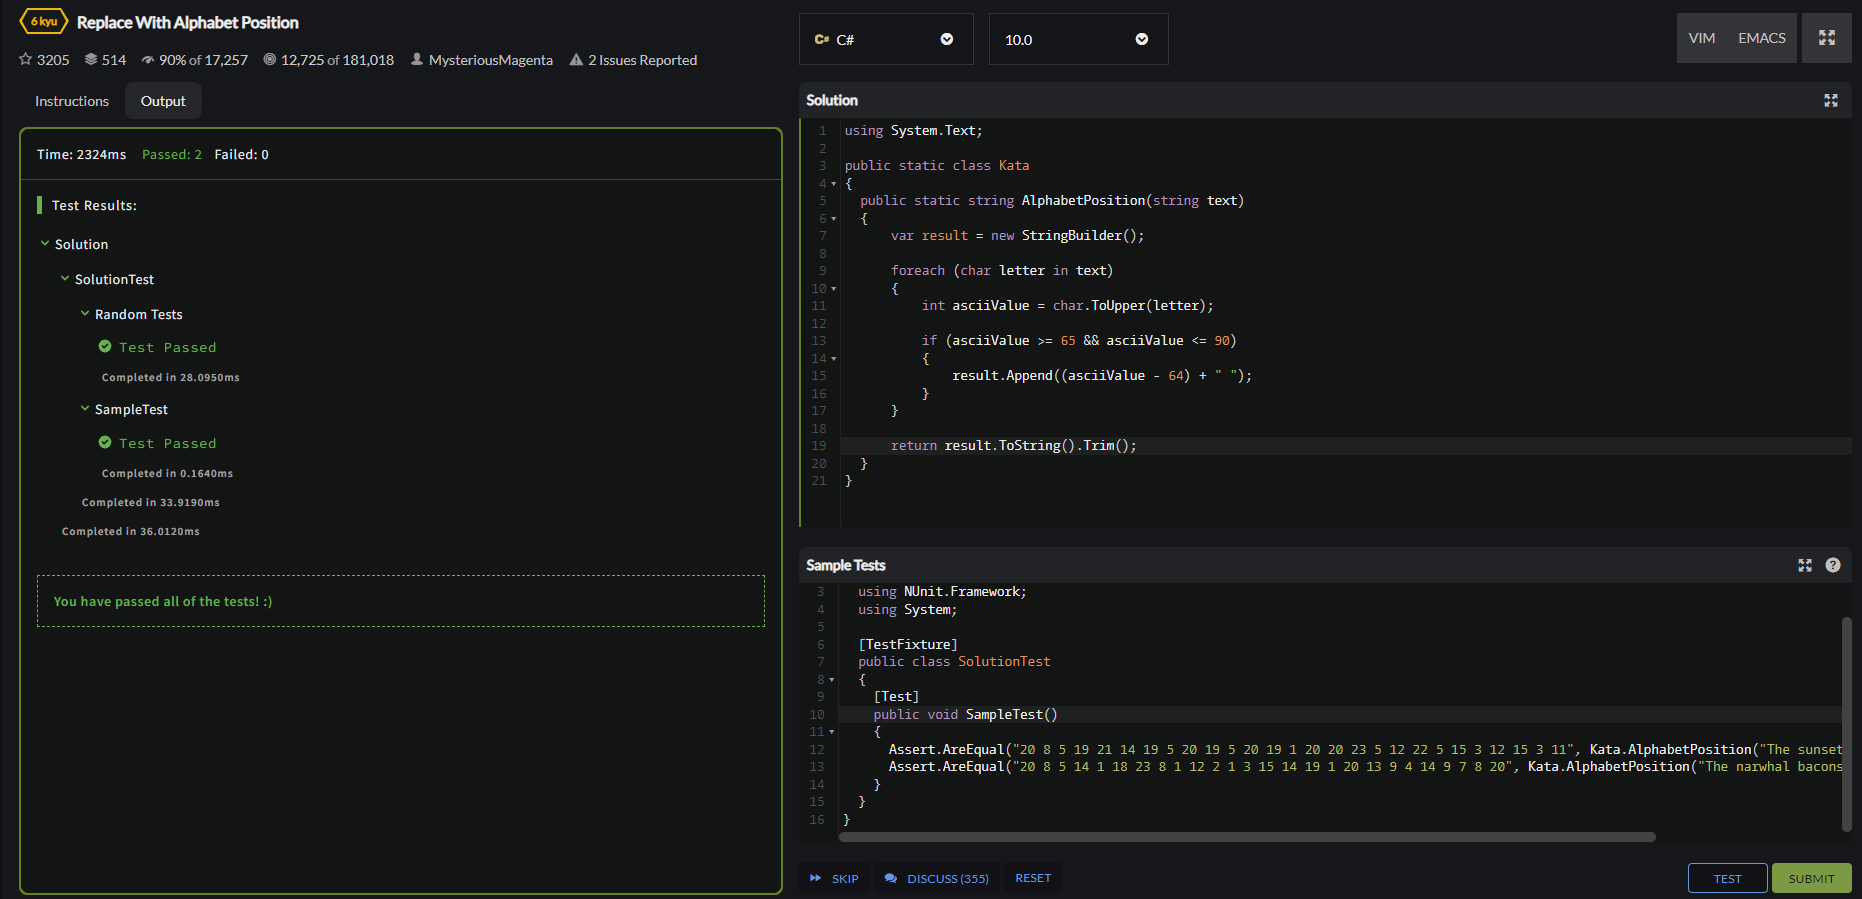 6 kyu Replace With Alphabet Position
3205 514 90% of 17,257 12,725 of 181,018 MysteriousMagenta 2 Issues Reported
Instructions Output
Time: 2324ms Passed: 2 Failed: 0
Test Results:
Solution
SolutionTest
Random Tests
Test Passed
Completed in 28.0950ms
SampleTest
Test Passed
Completed in 0.1640ms
Completed in 33.9190ms
Completed in 36.0120ms
You have passed all of the tests! :)
C# C# 10.0 VIM EMACS
Solution
1 using System.Text;
2
3 public static class Kata
4 {
5 public static string AlphabetPosition(string text)
6 {
7 var result = new StringBuilder();
8
9 foreach (char letter in text)
10 {
11 int asciiValue = char.ToUpper(letter);
12
13 if (asciiValue >= 65 && asciiValue <= 90)
14 {
15 result.Append((asciiValue - 64) + " ");
16 }
17 }
18
19 return result.ToString().Trim();
20 }
21 }
Sample Tests ?
3 using NUnit.Framework;
4 using System;
5
6 [TestFixture]
7 public class SolutionTest
8 {
9 [Test]
10 public void SampleTest()
11 {
12 Assert.AreEqual("20 8 5 19 21 14 19 5 20 19 5 20 19 1 20 20 23 5 12 22 5 15 3 12 15 3 11", Kata.AlphabetPosition("The sunset
13 Assert.AreEqual("20 8 5 14 1 18 23 8 1 12 2 1 3 15 14 19 1 20 13 9 4 14 9 7 8 20", Kata.AlphabetPosition("The narwhal bacons
14 }
15 }
16 }
SKIP DISCUSS (355) RESET TEST SUBMIT